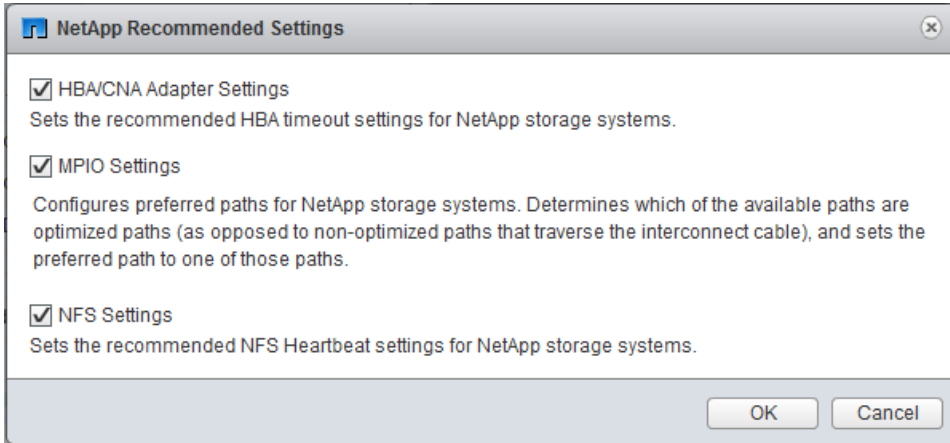 NetApp Recommended Settings
HBA/CNA Adapter Settings
Sets the recommended HBA timeout settings for NetApp storage systems.
MPIO Settings
Configures preferred paths for NetApp storage systems. Determines which of the available paths are
optimized paths (as opposed to non-optimized paths that traverse the interconnect cable), and sets the
preferred path to one of those paths.
NFS Settings
Sets the recommended NFS Heartbeat settings for NetApp storage systems.
OK Cancel